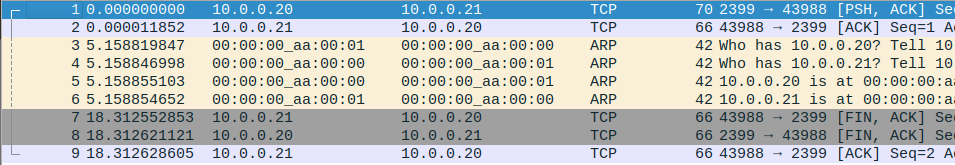 1 0.000000000 10.0.0.20 10.0.0.21 TCP 70 2399 → 43988 [PSH, ACK] Se
2 0.000011852 10.0.0.21 10.0.0.20 TCP 66 43988 → 2399 [ACK] Seq=1 A
3 5.158819847 00:00:00_aa:00:01 00:00:00_aa:00:00 ARP 42 Who has 10.0.0.20? Tell 10
4 5.158846998 00:00:00_aa:00:00 00:00:00_aa:00:01 ARP 42 Who has 10.0.0.21? Tell 10
5 5.158855103 00:00:00_aa:00:00 00:00:00_aa:00:01 ARP 42 10.0.0.20 is at 00:00:00:a
6 5.158854652 00:00:00_aa:00:01 00:00:00_aa:00:00 ARP 42 10.0.0.21 is at 00:00:00:a
7 18.312552853 10.0.0.21 10.0.0.20 TCP 66 43988 → 2399 [FIN, ACK] Se
8 18.312621121 10.0.0.20 10.0.0.21 TCP 66 2399 → 43988 [FIN, ACK] Se
9 18.312628605 10.0.0.21 10.0.0.20 TCP 66 43988 → 2399 [ACK] Seq=2 A